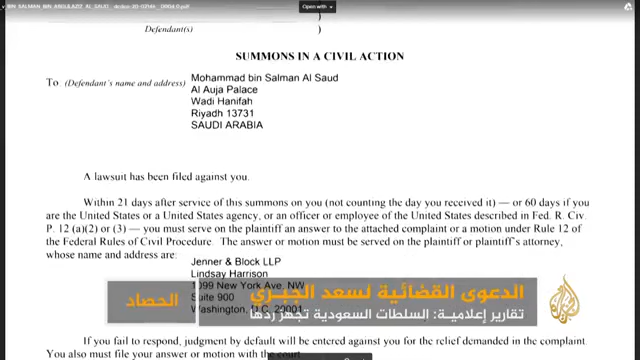 Open with
Defendant(s)
)
SUMMONS IN A CIVIL ACTION
To (Defendant's name and address)
Mohammad bin Salman Al Saud
Al Auja Palace
Wadi Hanifah
Riyadh 13731
SAUDI ARABIA
A lawsuit has been filed against you.
Within 21 days after service of this summons on you (not counting the day you received it) — or 60 days if you
are the United States or a United States agency, or an officer or employee of the United States described in Fed. R. Civ.
P. 12 (a)(2) or (3) — you must serve on the plaintiff an answer to the attached complaint or a motion under Rule 12 of
the Federal Rules of Civil Procedure. The answer or motion must be served on the plaintiff or plaintiff's attorney,
whose name and address are:
Jenner & Block LLP
Lindsay Harrison
1099 New York Ave. NW
Suite 900
Washington, D.C. 20001
الدعوى القضائية لسعد الجبري
الحصاد
تقارير إعلامية: السلطات السعودية تجهز ردها
If you fail to respond, judgment by default will be entered against you for the relief demanded in the complaint.
You also must file your answer or motion with the court.